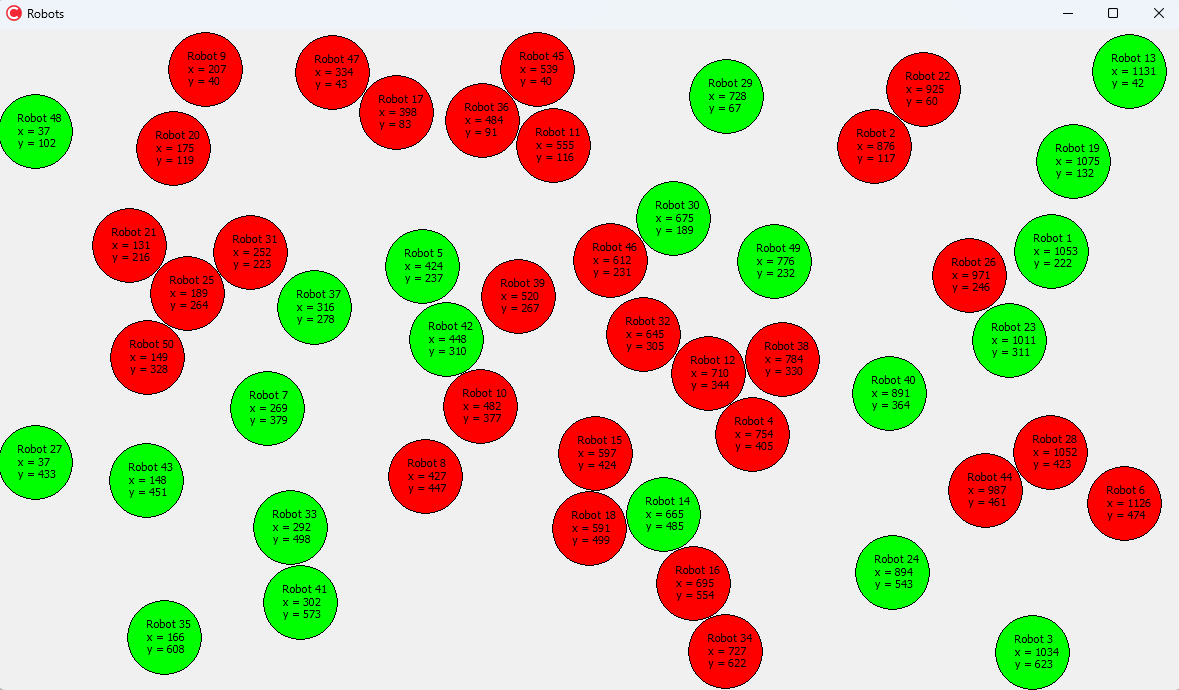 Robots
Robot 9
x = 207
y = 40
Robot 47
x = 334
y = 43
Robot 45
x = 539
y = 40
Robot 13
x = 1131
y = 42
Robot 22
x = 925
y = 60
Robot 29
x = 728
y = 67
Robot 17
x = 398
y = 83
Robot 36
x = 484
y = 91
Robot 48
x = 37
y = 102
Robot 11
x = 555
y = 116
Robot 2
x = 876
y = 117
Robot 20
x = 175
y = 119
Robot 19
x = 1075
y = 132
Robot 30
x = 675
y = 189
Robot 21
x = 131
y = 216
Robot 1
x = 1053
y = 222
Robot 31
x = 252
y = 223
Robot 46
x = 612
y = 231
Robot 49
x = 776
y = 232
Robot 5
x = 424
y = 237
Robot 26
x = 971
y = 246
Robot 25
x = 189
y = 264
Robot 39
x = 520
y = 267
Robot 37
x = 316
y = 278
Robot 32
x = 645
y = 305
Robot 42
x = 448
y = 310
Robot 23
x = 1011
y = 311
Robot 50
x = 149
y = 328
Robot 38
x = 784
y = 330
Robot 12
x = 710
y = 344
Robot 40
x = 891
y = 364
Robot 10
x = 482
y = 377
Robot 7
x = 269
y = 379
Robot 4
x = 754
y = 405
Robot 28
x = 1052
y = 423
Robot 15
x = 597
y = 424
Robot 27
x = 37
y = 433
Robot 8
x = 427
y = 447
Robot 43
x = 148
y = 451
Robot 44
x = 987
y = 461
Robot 6
x = 1126
y = 474
Robot 14
x = 665
y = 485
Robot 33
x = 292
y = 498
Robot 18
x = 591
y = 499
Robot 24
x = 894
y = 543
Robot 16
x = 695
y = 554
Robot 41
x = 302
y = 573
Robot 35
x = 166
y = 608
Robot 34
x = 727
y = 622
Robot 3
x = 1034
y = 623